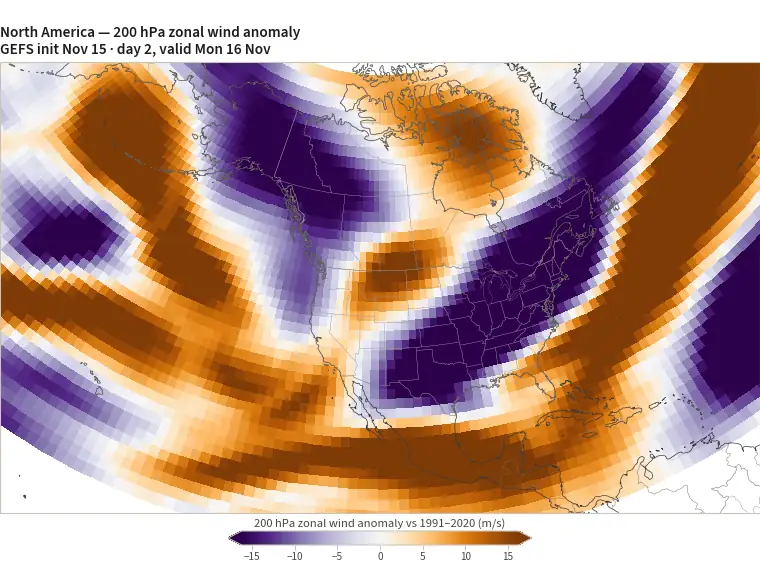 North America — 200 hPa zonal wind anomaly
GEFS init Nov 15 · day 2, valid Mon 16 Nov
200 hPa zonal wind anomaly vs 1991–2020 (m/s)
−15 −10 −5 0 5 10 15